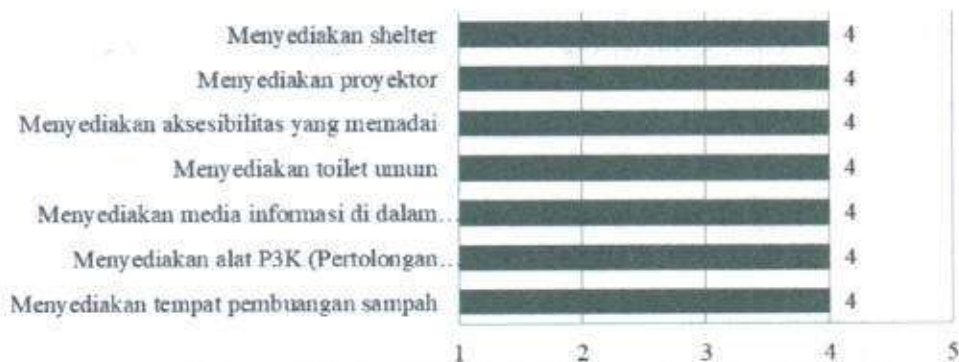 Menyediakan shelter 4
Menyediakan proyektor 4
Menyediakan aksesibilitas yang memadai 4
Menyediakan toilet umum 4
Menyediakan media informasi di dalam... 4
Menyediakan alat P3K (Pertolongan... 4
Menyediakan tempat pembuangan sampah 4
1 2 3 4 5